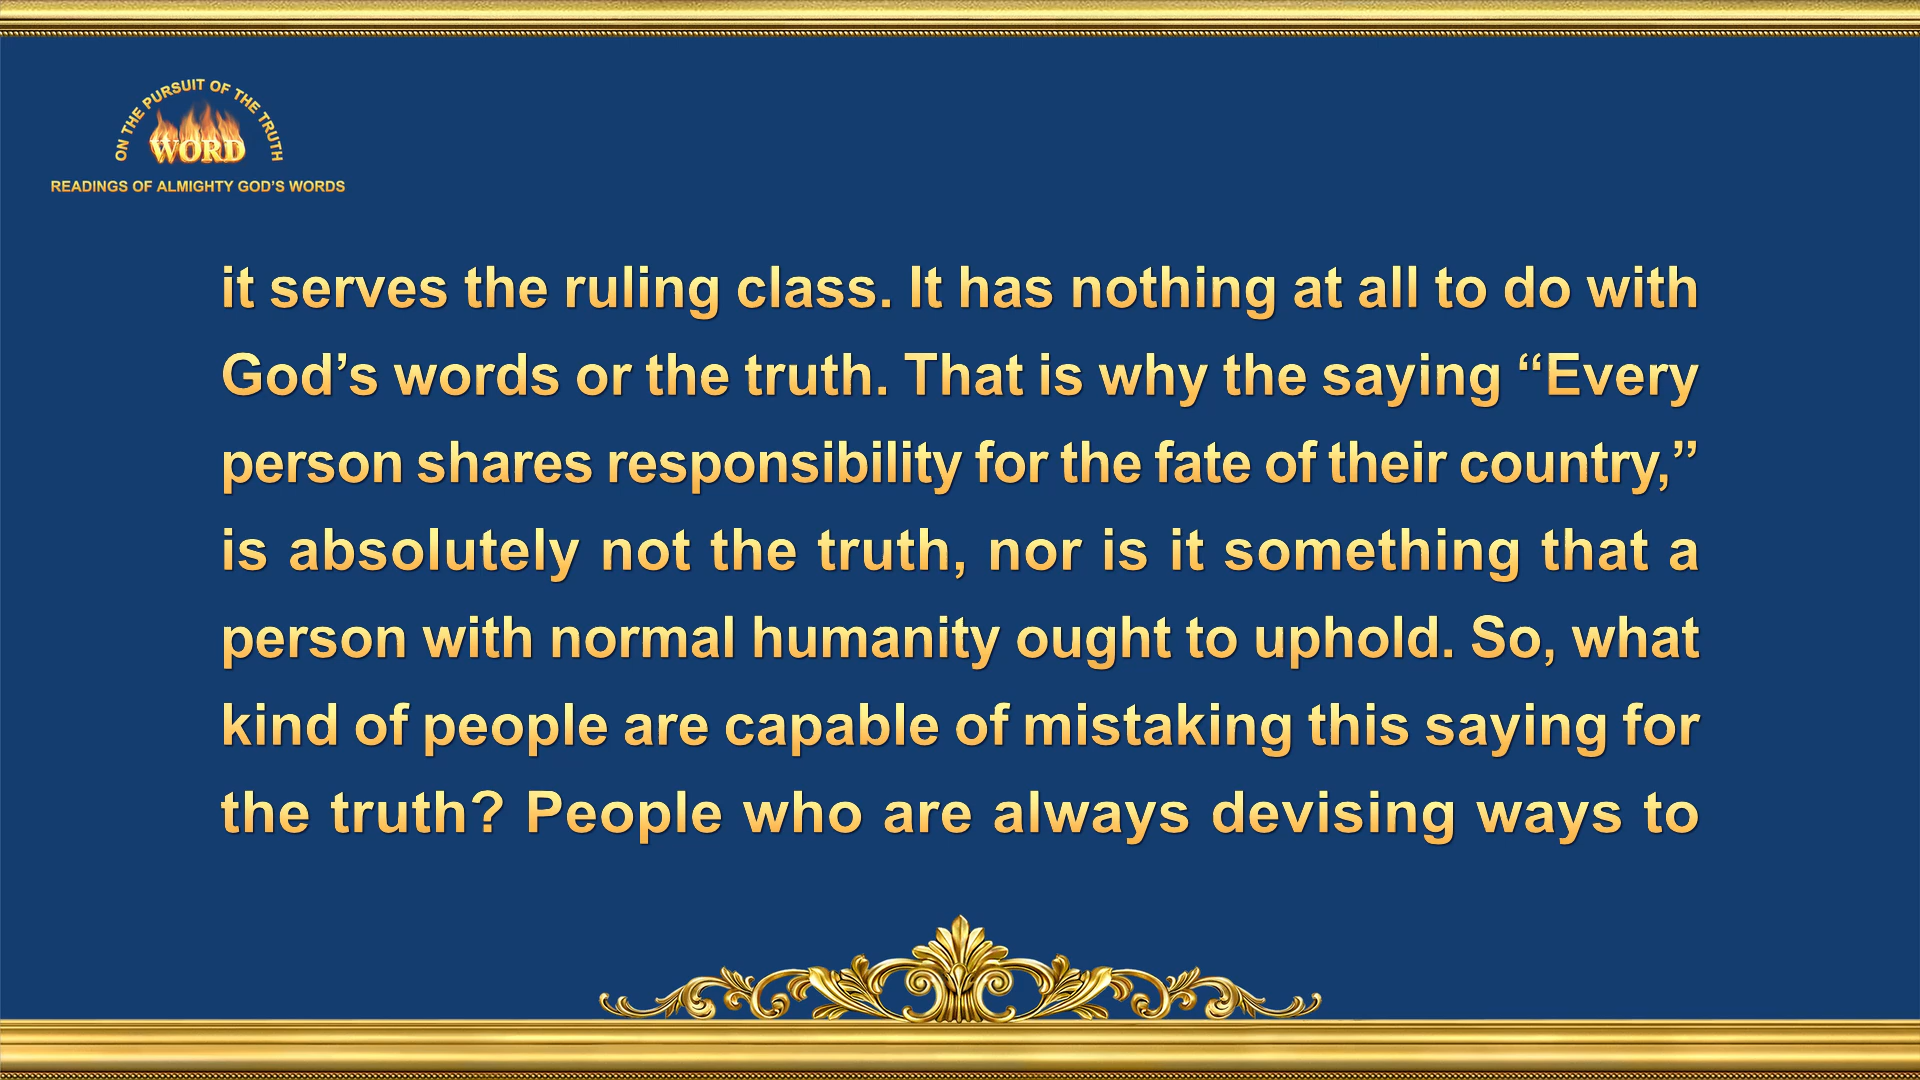 ON THE PURSUIT OF THE TRUTH
WORD
READINGS OF ALMIGHTY GOD’S WORDS
it serves the ruling class. It has nothing at all to do with
God’s words or the truth. That is why the saying “Every
person shares responsibility for the fate of their country,”
is absolutely not the truth, nor is it something that a
person with normal humanity ought to uphold. So, what
kind of people are capable of mistaking this saying for
the truth? People who are always devising ways to